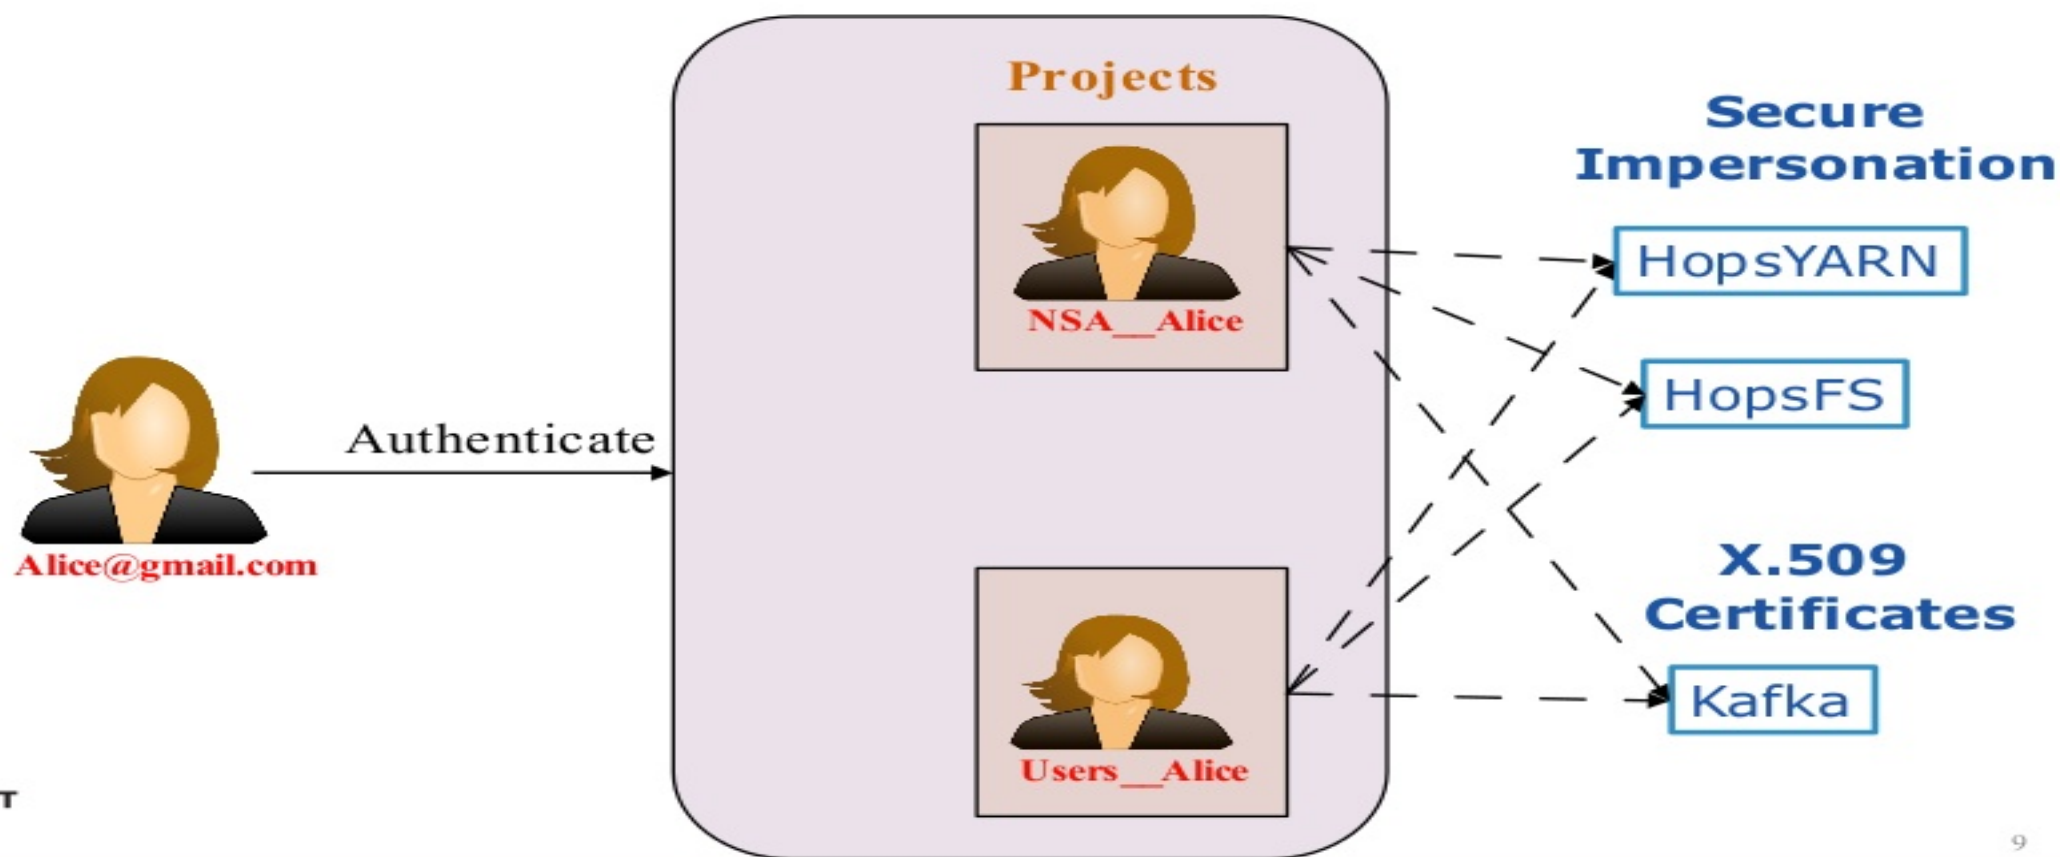 Projects
Secure
Impersonation
HopsYARN
NSA__Alice
HopsFS
Authenticate
Alice@gmail.com
X.509
Certificates
Kafka
Users__Alice
T
9